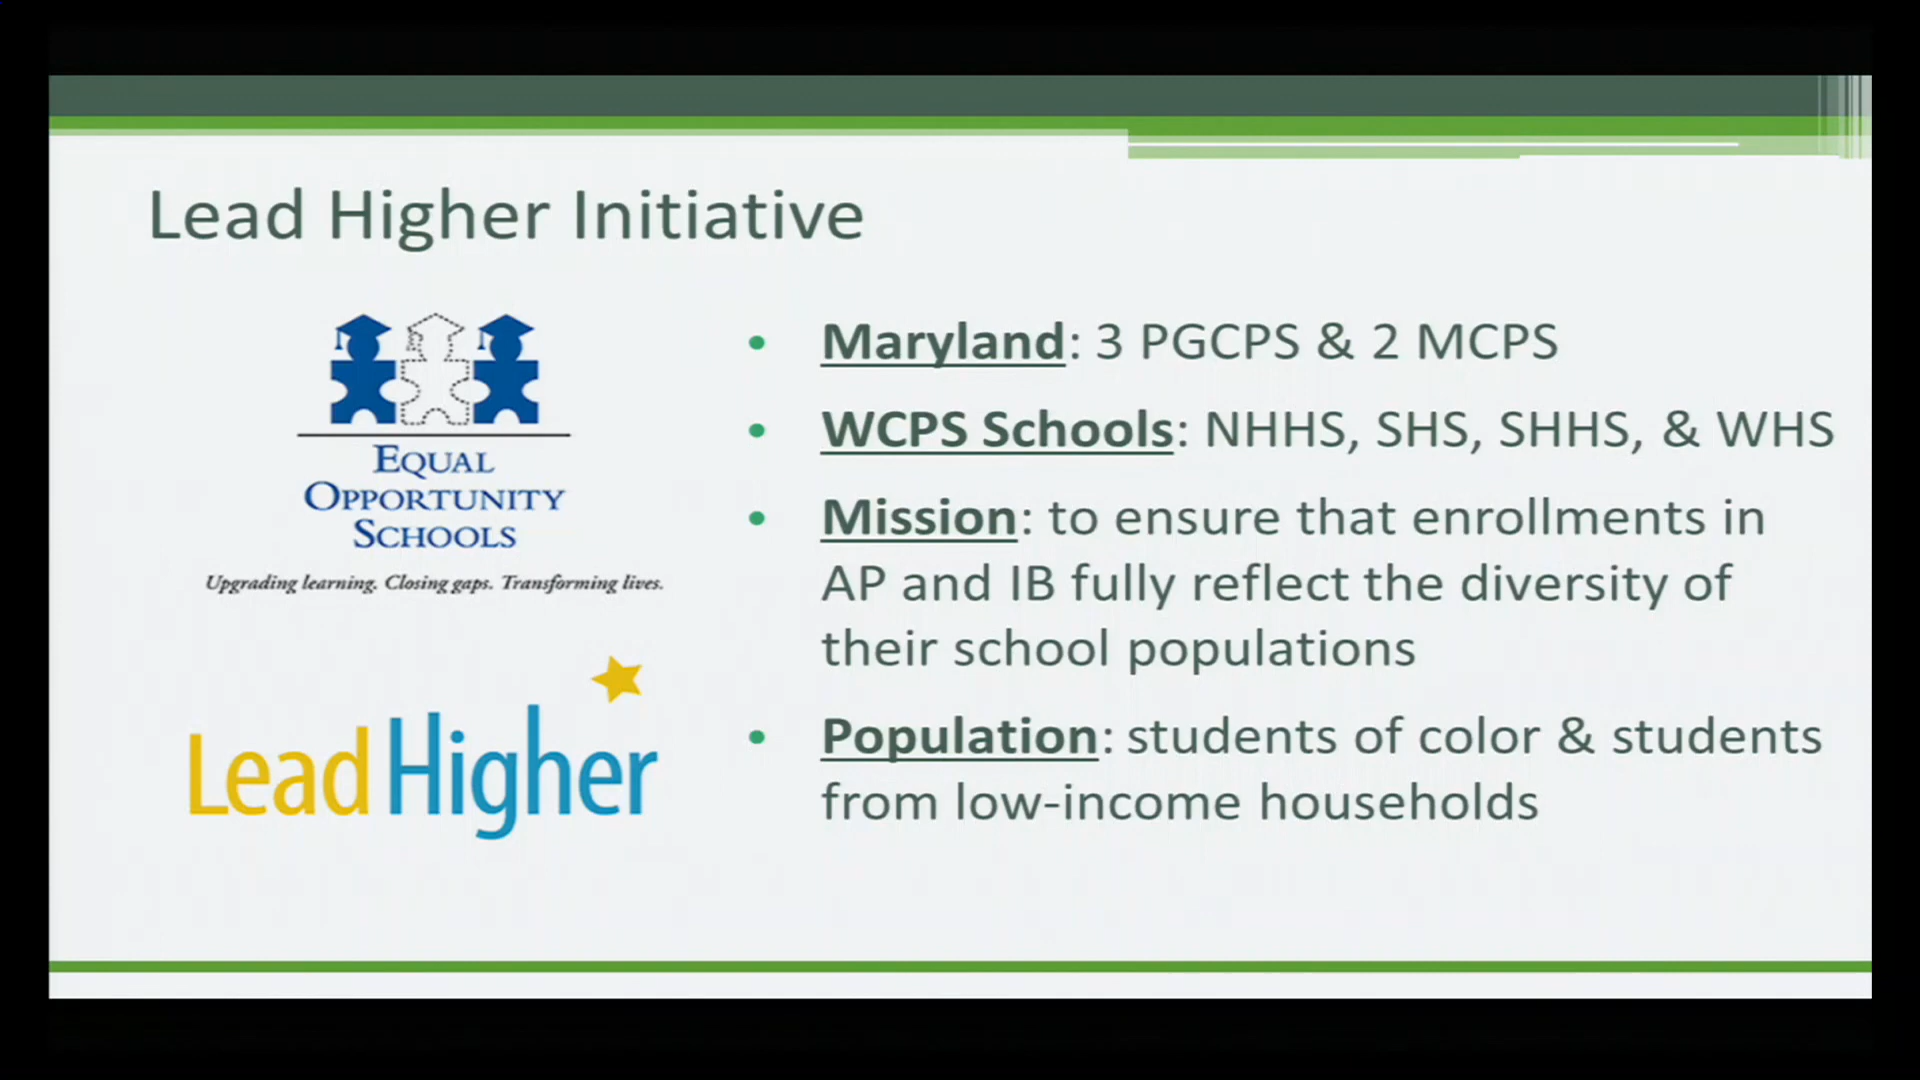 Lead Higher Initiative
EQUAL
OPPORTUNITY
SCHOOLS
Upgrading learning. Closing gaps. Transforming lives.
Lead Higher
• Maryland: 3 PGCPS & 2 MCPS
• WCPS Schools: NHHS, SHS, SHHS, & WHS
• Mission: to ensure that enrollments in
AP and IB fully reflect the diversity of
their school populations
• Population: students of color & students
from low-income households